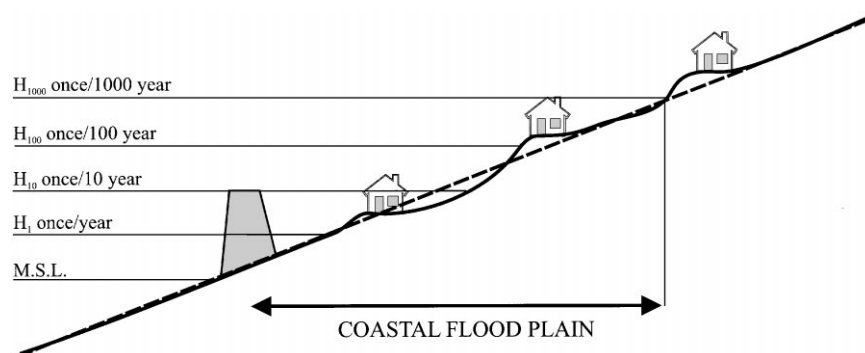 H₁₀₀₀ once/1000 year
H₁₀₀ once/100 year
H₁₀ once/10 year
H₁ once/year
M.S.L.
COASTAL FLOOD PLAIN